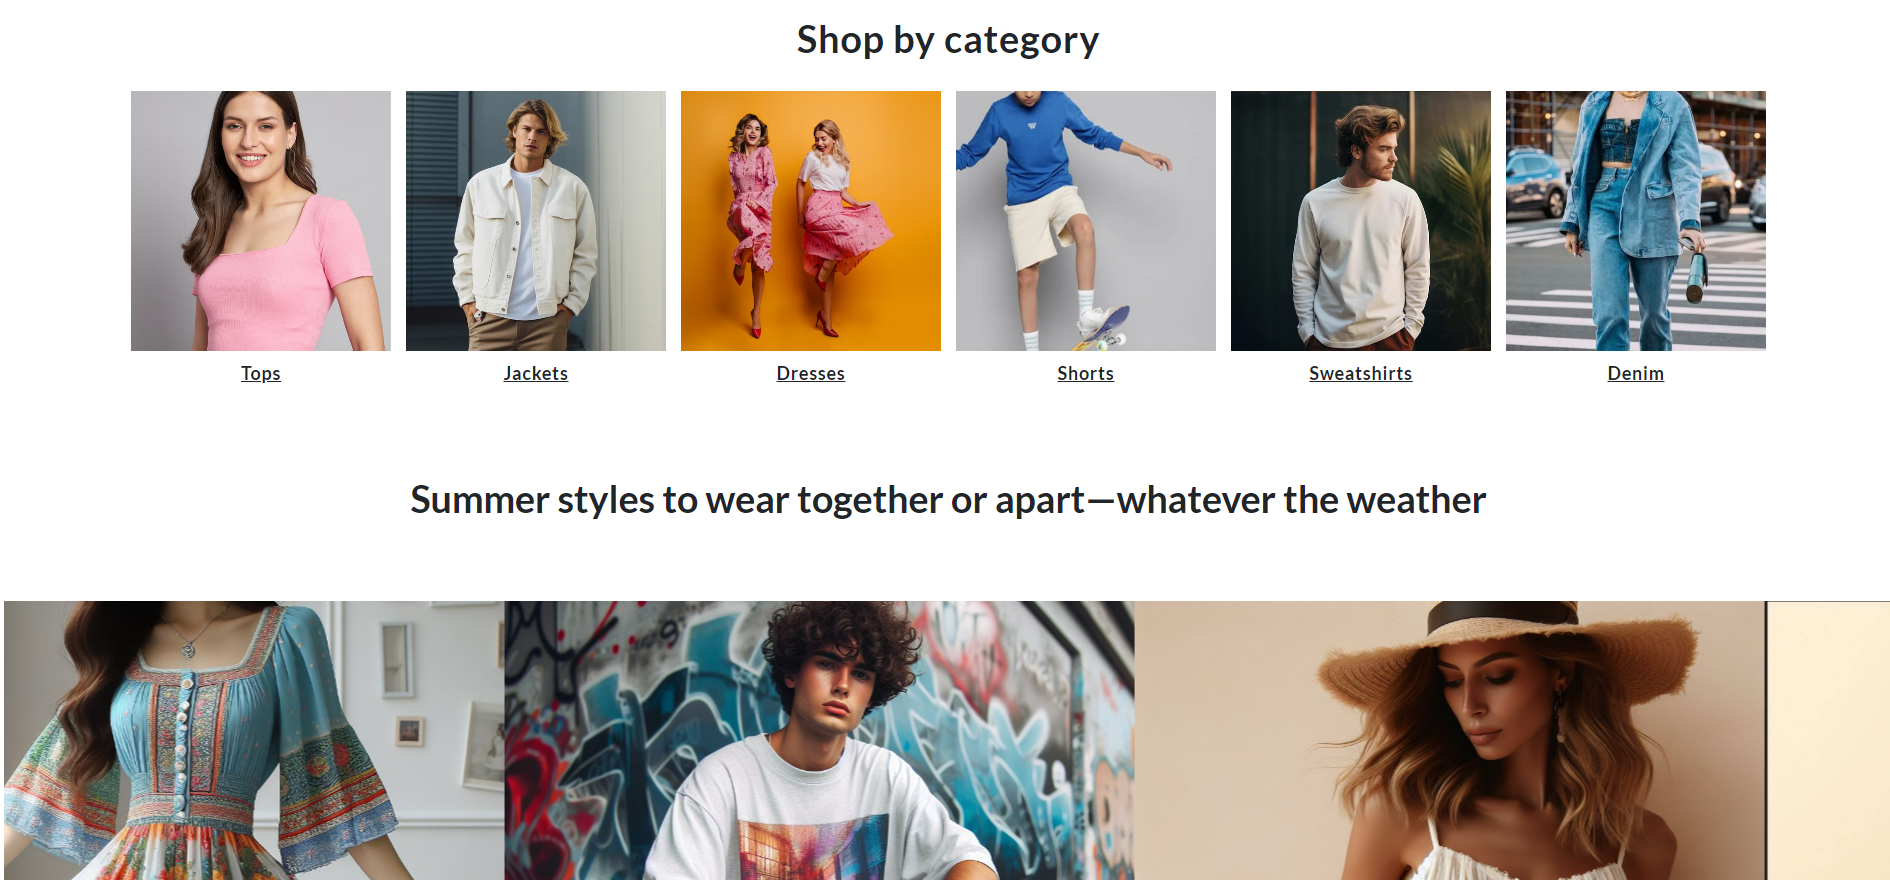 Shop by category
Tops
Jackets
Dresses
Shorts
Sweatshirts
Denim
Summer styles to wear together or apart—whatever the weather